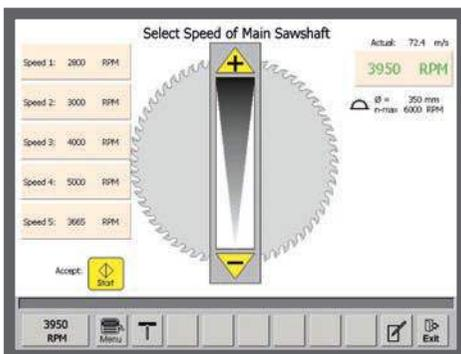 Select Speed of Main Sawshaft
Actual: 72.4 m/s
3950 RPM
Ø = 350 mm
n-max 6000 RPM
Speed 1: 2800 RPM
Speed 2: 3000 RPM
Speed 3: 4000 RPM
Speed 4: 5000 RPM
Speed 5: 3665 RPM
+
−
Accept:
Start
3950
RPM
Menu
Exit